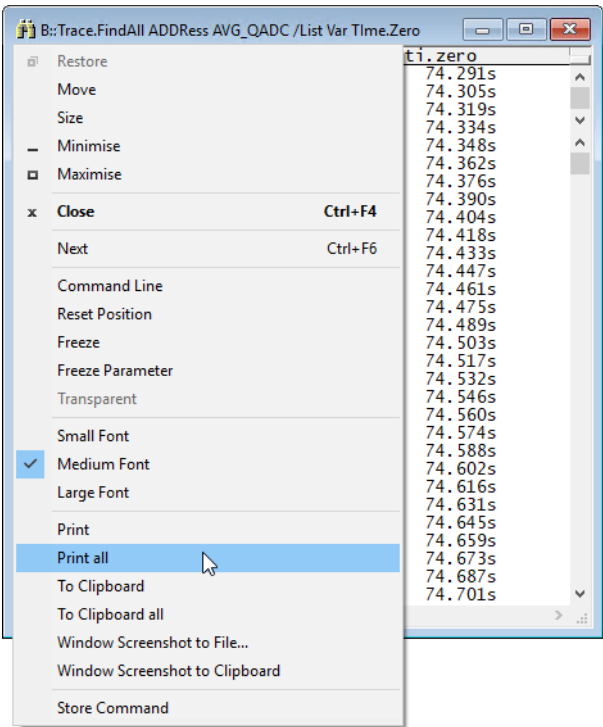 B::Trace.FindAll ADDRess AVG_QADC /List Var TIme.Zero
Restore
Move
Size
Minimise
Maximise
Close Ctrl+F4
Next Ctrl+F6
Command Line
Reset Position
Freeze
Freeze Parameter
Transparent
Small Font
Medium Font
Large Font
Print
Print all
To Clipboard
To Clipboard all
Window Screenshot to File...
Window Screenshot to Clipboard
Store Command
ti.zero
74.291s
74.305s
74.319s
74.334s
74.348s
74.362s
74.376s
74.390s
74.404s
74.418s
74.433s
74.447s
74.461s
74.475s
74.489s
74.503s
74.517s
74.532s
74.546s
74.560s
74.574s
74.588s
74.602s
74.616s
74.631s
74.645s
74.659s
74.673s
74.687s
74.701s